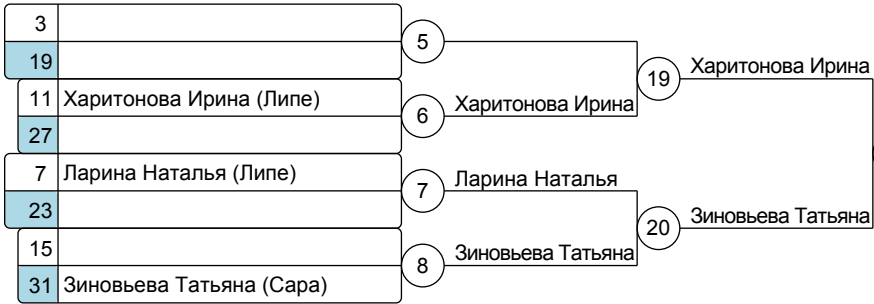 3
5
19
19
Харитонова Ирина
11 Харитонова Ирина (Липе)
6
Харитонова Ирина
27
7 Ларина Наталья (Липе)
7
Ларина Наталья
23
20
Зиновьева Татьяна
15
8
Зиновьева Татьяна
31 Зиновьева Татьяна (Сара)